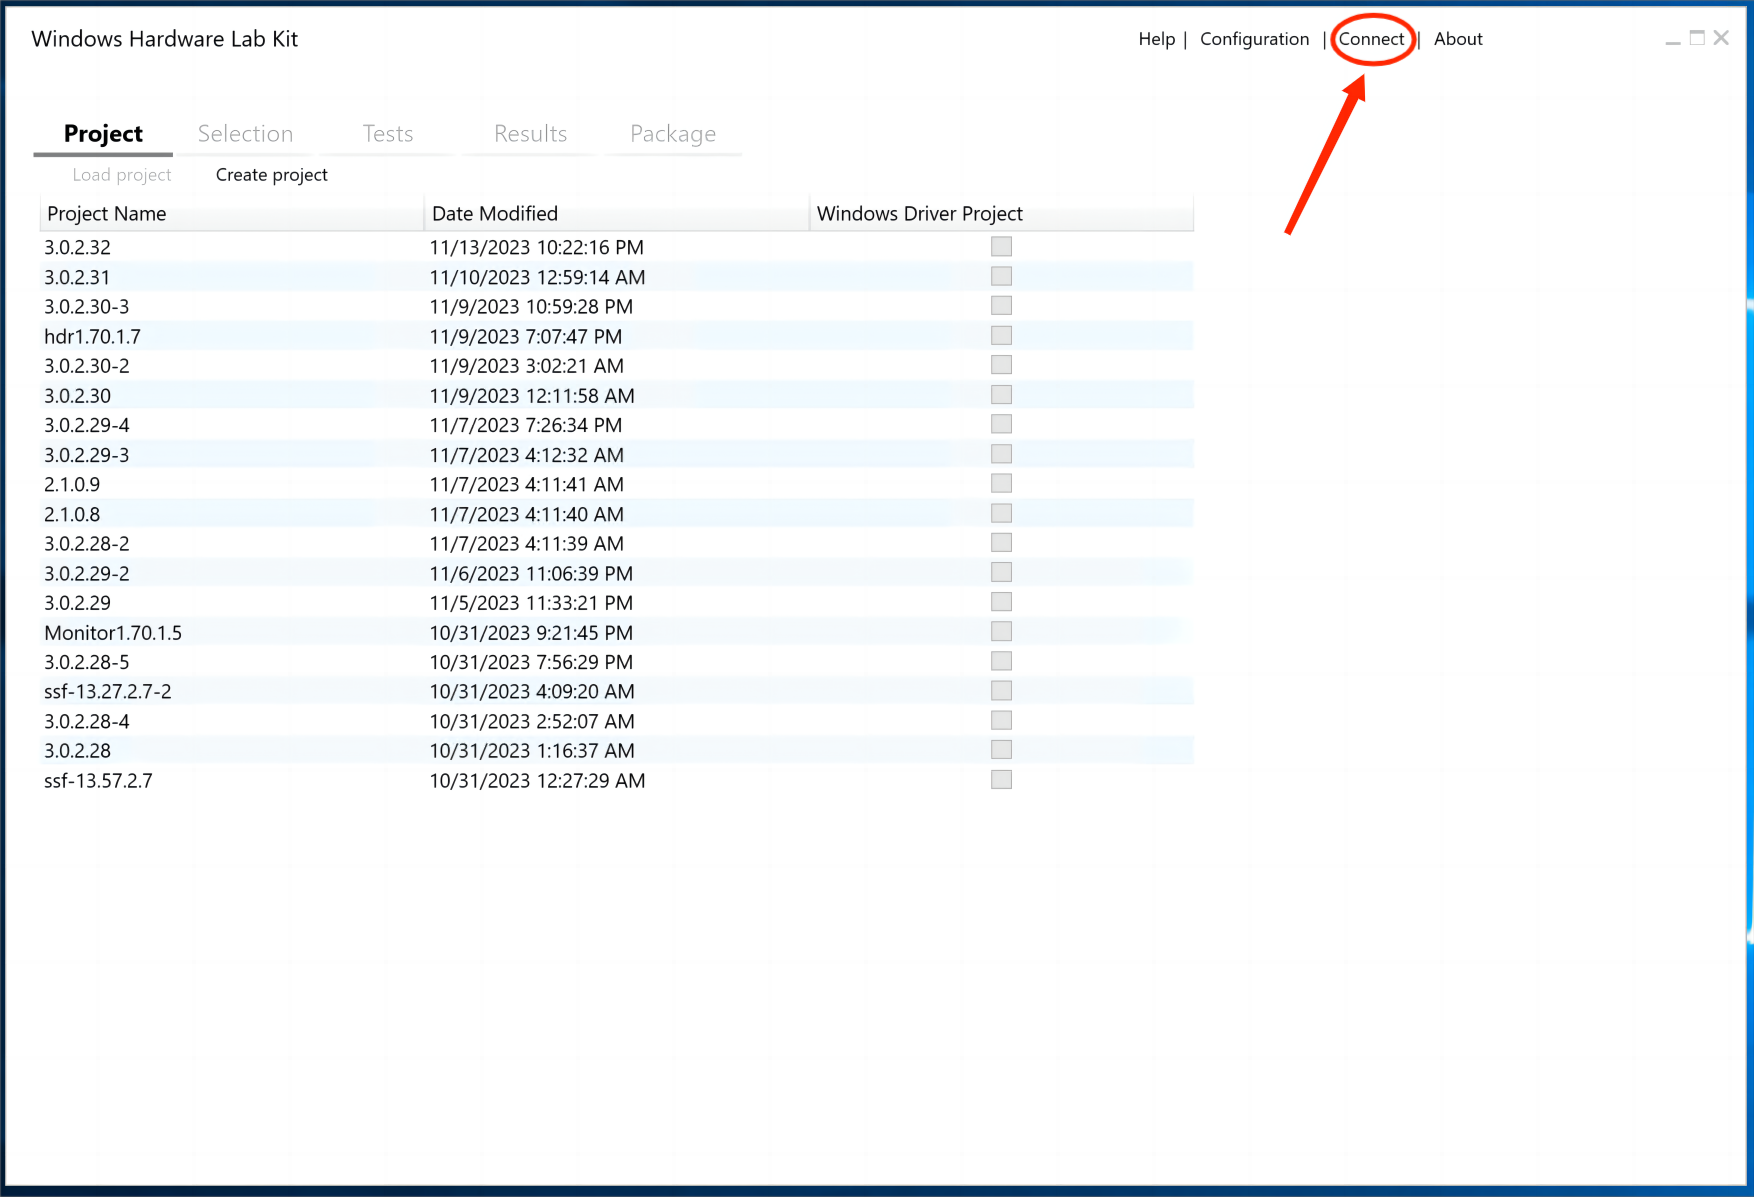 Windows Hardware Lab Kit
Help | Configuration | Connect | About
Project Selection Tests Results Package
Load project Create project
Project Name Date Modified Windows Driver Project
3.0.2.32 11/13/2023 10:22:16 PM
3.0.2.31 11/10/2023 12:59:14 AM
3.0.2.30-3 11/9/2023 10:59:28 PM
hdr1.70.1.7 11/9/2023 7:07:47 PM
3.0.2.30-2 11/9/2023 3:02:21 AM
3.0.2.30 11/9/2023 12:11:58 AM
3.0.2.29-4 11/7/2023 7:26:34 PM
3.0.2.29-3 11/7/2023 4:12:32 AM
2.1.0.9 11/7/2023 4:11:41 AM
2.1.0.8 11/7/2023 4:11:40 AM
3.0.2.28-2 11/7/2023 4:11:39 AM
3.0.2.29-2 11/6/2023 11:06:39 PM
3.0.2.29 11/5/2023 11:33:21 PM
Monitor1.70.1.5 10/31/2023 9:21:45 PM
3.0.2.28-5 10/31/2023 7:56:29 PM
ssf-13.27.2.7-2 10/31/2023 4:09:20 AM
3.0.2.28-4 10/31/2023 2:52:07 AM
3.0.2.28 10/31/2023 1:16:37 AM
ssf-13.57.2.7 10/31/2023 12:27:29 AM